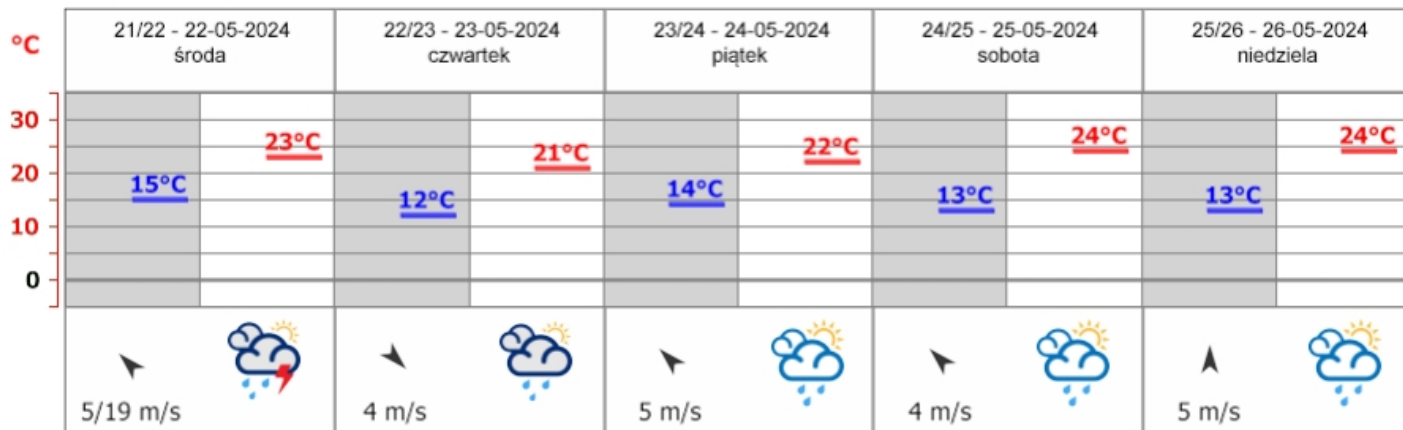 °C
21/22 - 22-05-2024
środa
22/23 - 23-05-2024
czwartek
23/24 - 24-05-2024
piątek
24/25 - 25-05-2024
sobota
25/26 - 26-05-2024
niedziela
30
20
10
0
23°C
21°C
22°C
24°C
24°C
15°C
12°C
14°C
13°C
13°C
5/19 m/s
4 m/s
5 m/s
4 m/s
5 m/s